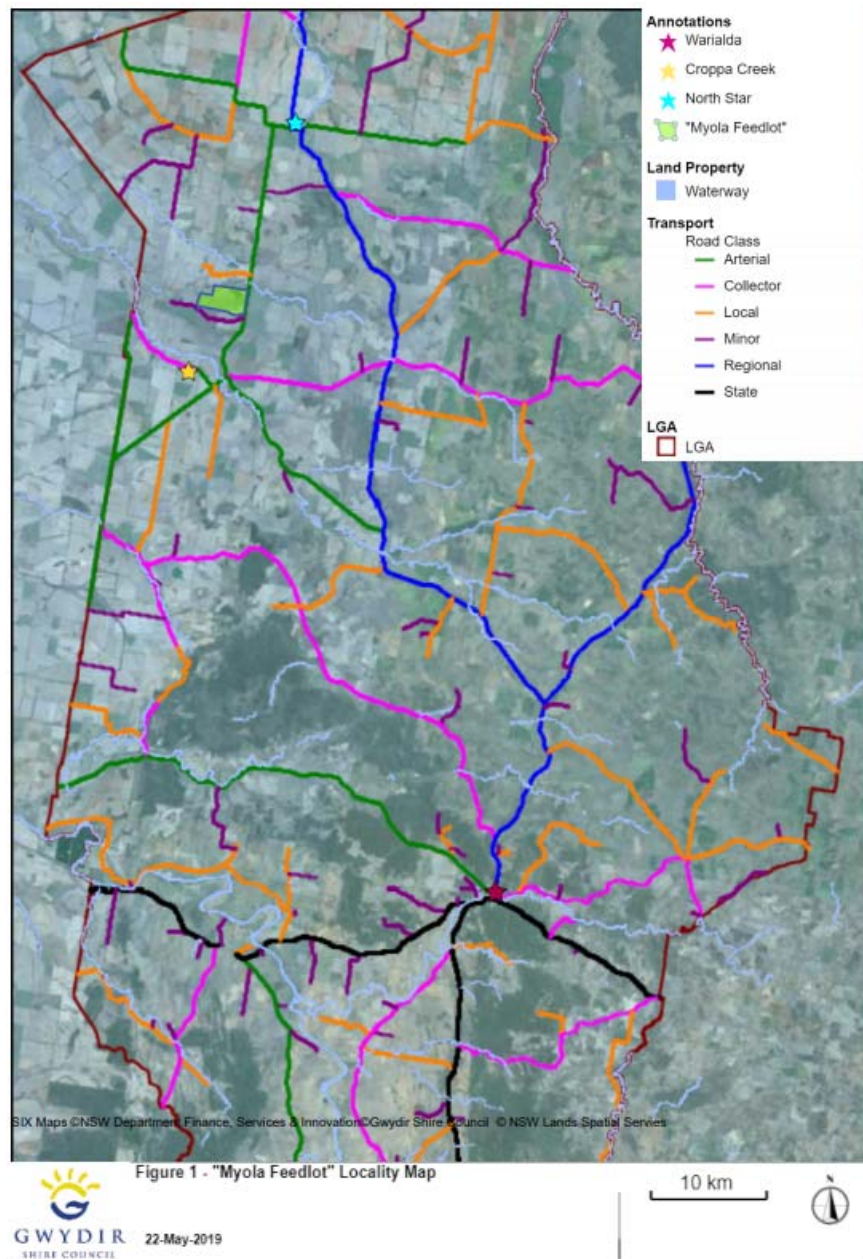 Annotations
Warialda
Croppa Creek
North Star
"Myola Feedlot"
Land Property
Waterway
Transport
Road Class
Arterial
Collector
Local
Minor
Regional
State
LGA
LGA
SIX Maps ©NSW Department Finance, Services & Innovation©Gwydir Shire Council © NSW Lands Spatial Servies
Figure 1 - "Myola Feedlot" Locality Map
10 km
N
GWYDIR
SHIRE COUNCIL
22-May-2019